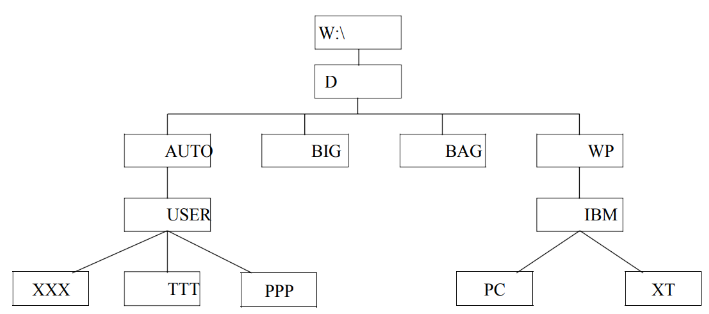 W:\
D
AUTO BIG BAG WP
USER IBM
XXX TTT PPP PC XT